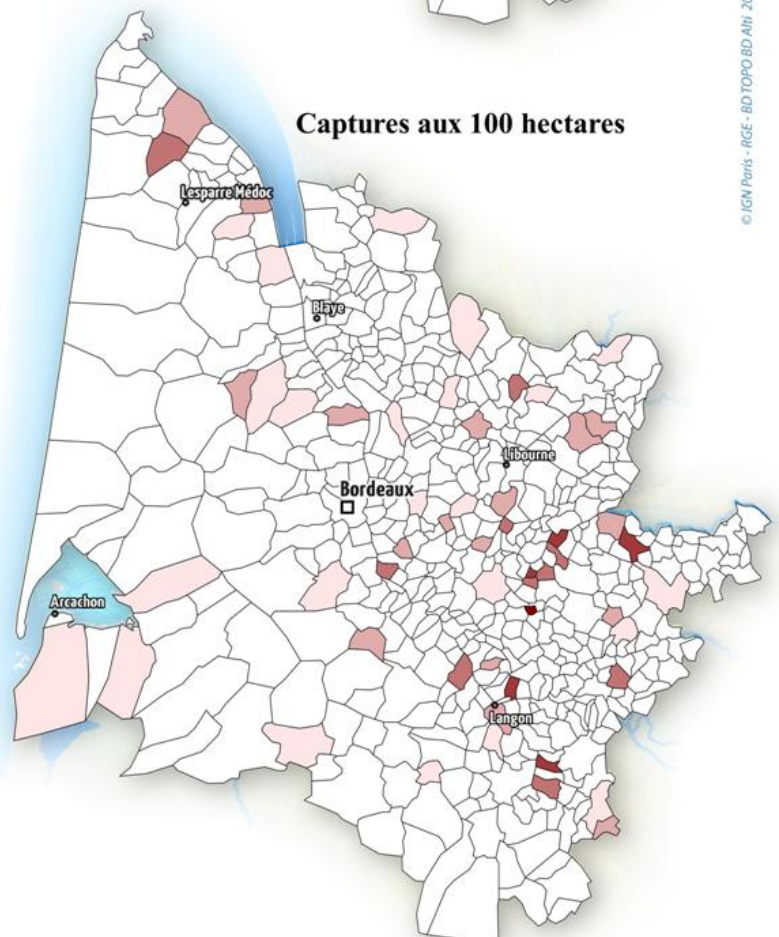 Captures aux 100 hectares
Lesparre Médoc
Blaye
Libourne
Bordeaux
Arcachon
Langon
© IGN Paris - RGE - BD TOPO BD Alti